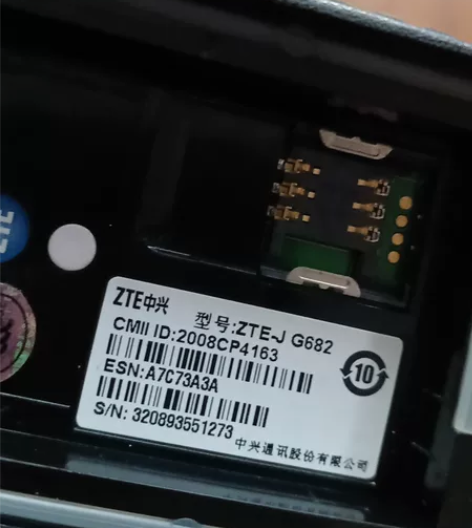 ZTE
ZTE中兴
型号:ZTE-J G682
CMII ID:2008CP4163
ESN:A7C73A3A
10
S/N: 320893551273
中兴通讯股份有限公司